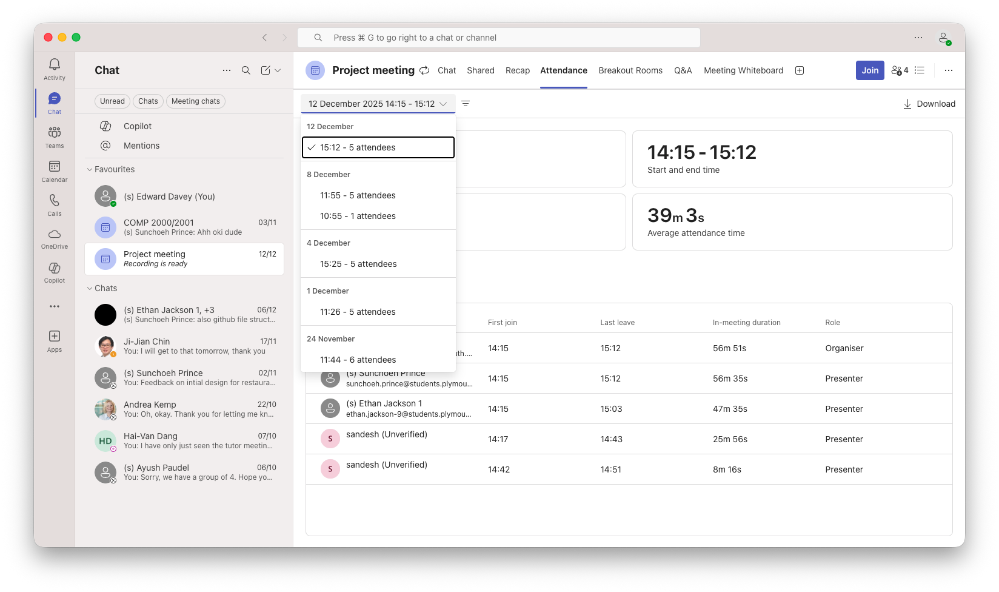 Press ⌘ G to go right to a chat or channel
Activity
Chat
Teams
Calendar
Calls
OneDrive
Copilot
Apps
Chat
Unread
Chats
Meeting chats
Copilot
Mentions
Favourites
(s) Edward Davey (You)
COMP 2000/2001 03/11
(s) Sunchoeh Prince: Ahh oki dude
Project meeting 12/12
Recording is ready
Chats
(s) Ethan Jackson 1, +3 06/12
(s) Sunchoeh Prince: also github file struct...
Ji-Jian Chin 17/11
You: I will get to that tomorrow, thank you
(s) Sunchoeh Prince 02/11
You: Feedback on intial design for restaura...
Andrea Kemp 22/10
You: Oh, okay. Thank you for letting me kn...
HD
Hai-Van Dang 07/10
You: I have only just seen the tutor meetin...
(s) Ayush Paudel 06/10
You: Sorry, we have a group of 4. Hope yo...
Project meeting Chat Shared Recap Attendance Breakout Rooms Q&A Meeting Whiteboard Join 4
12 December 2025 14:15 - 15:12 Download
12 December
15:12 - 5 attendees
8 December
11:55 - 5 attendees
10:55 - 1 attendees
4 December
15:25 - 5 attendees
1 December
11:26 - 5 attendees
24 November
11:44 - 6 attendees
14:15 - 15:12
Start and end time
39m 3s
Average attendance time
First join Last leave In-meeting duration Role
14:15 15:12 56m 51s Organiser
(s) Sunchoeh Prince
sunchoeh.prince@students.plymou...
14:15 15:12 56m 35s Presenter
(s) Ethan Jackson 1
ethan.jackson-9@students.plymou...
14:15 15:03 47m 35s Presenter
S
sandesh (Unverified)
14:17 14:43 25m 56s Presenter
S
sandesh (Unverified)
14:42 14:51 8m 16s Presenter